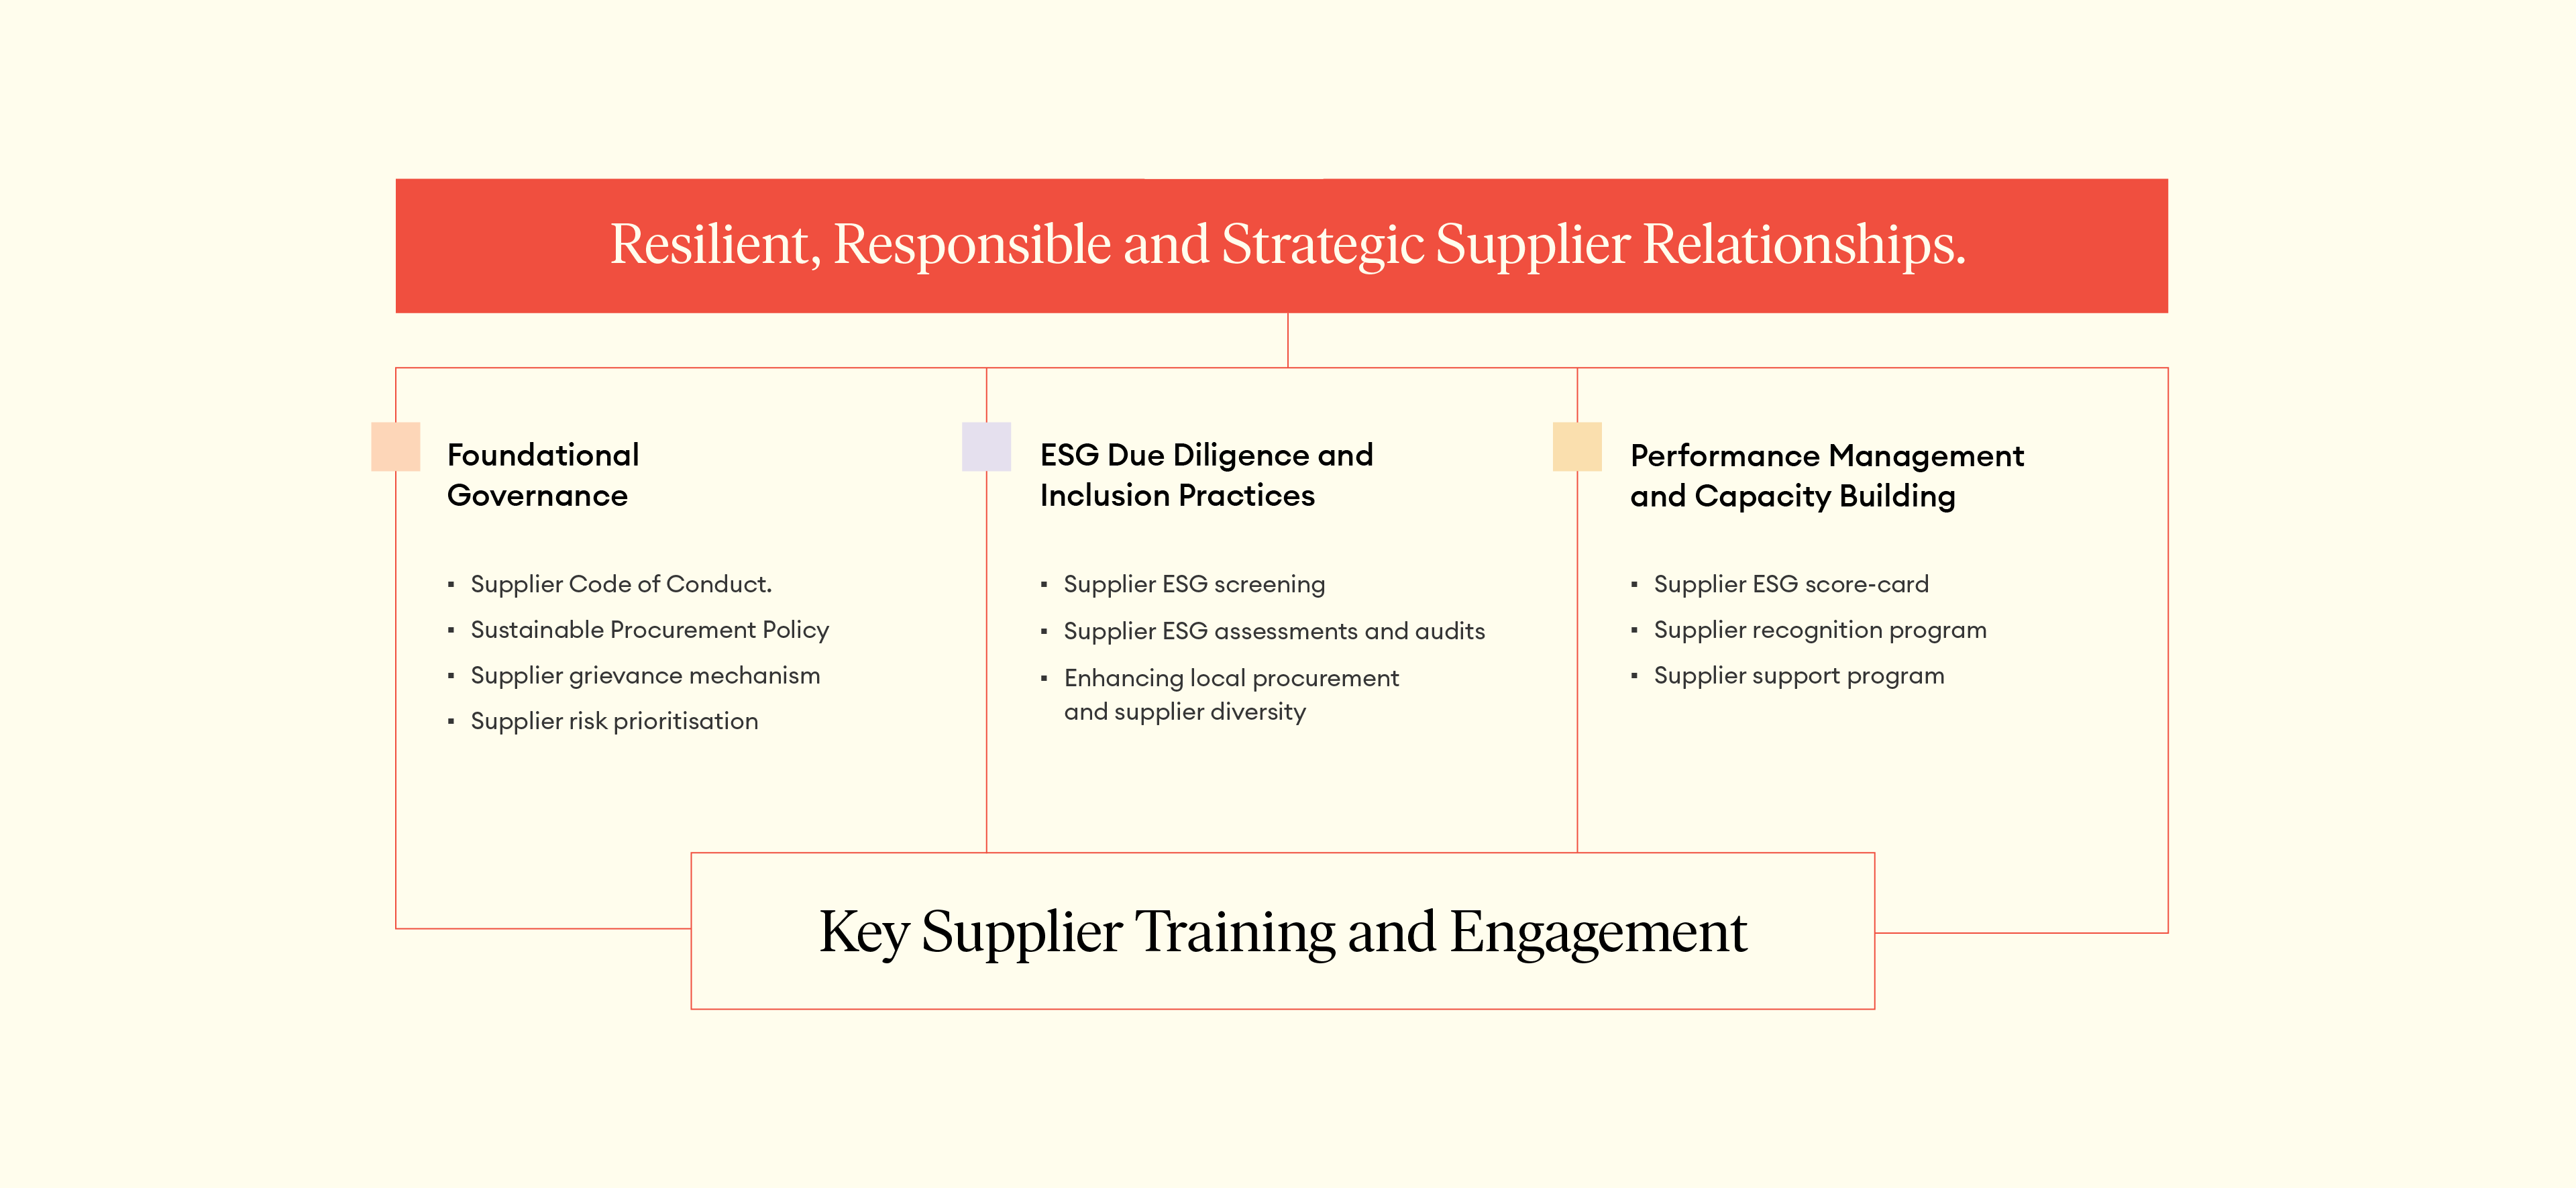 Resilient, Responsible and Strategic Supplier Relationships.
Foundational
Governance
▪ Supplier Code of Conduct.
▪ Sustainable Procurement Policy
▪ Supplier grievance mechanism
▪ Supplier risk prioritisation
ESG Due Diligence and
Inclusion Practices
▪ Supplier ESG screening
▪ Supplier ESG assessments and audits
▪ Enhancing local procurement
and supplier diversity
Performance Management
and Capacity Building
▪ Supplier ESG score-card
▪ Supplier recognition program
▪ Supplier support program
Key Supplier Training and Engagement